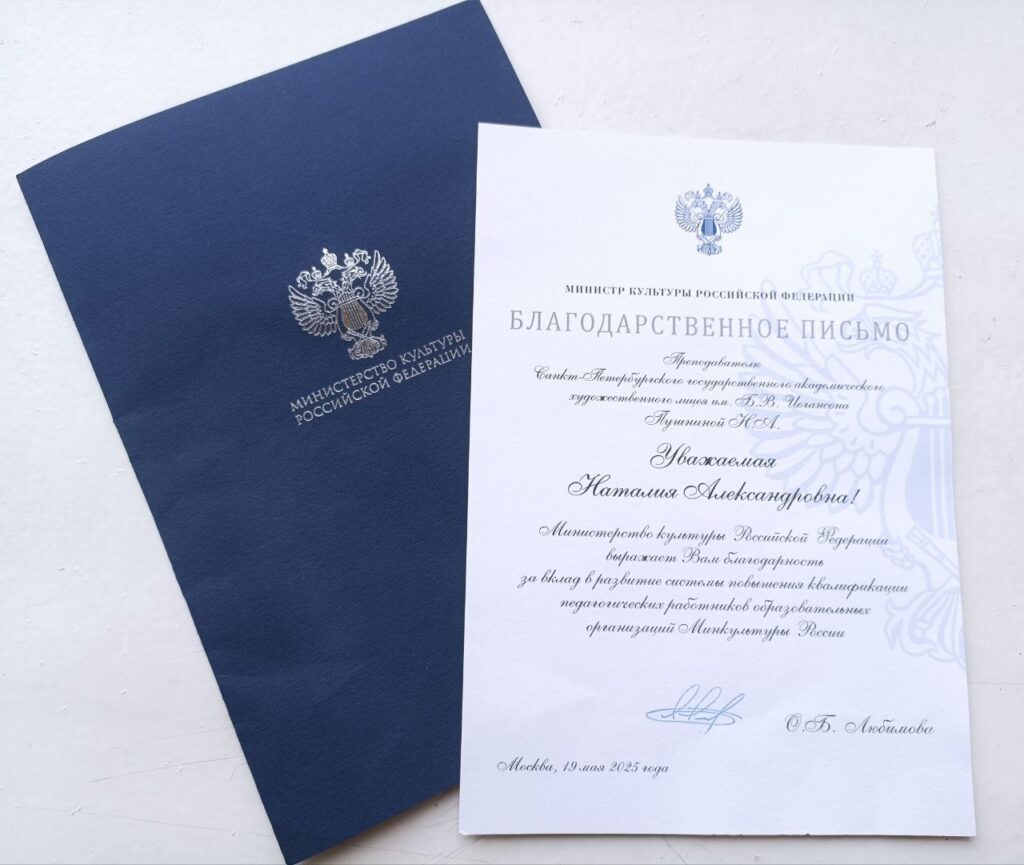 МИНИСТЕРСТВО КУЛЬТУРЫ
РОССИЙСКОЙ ФЕДЕРАЦИИ
МИНИСТР КУЛЬТУРЫ РОССИЙСКОЙ ФЕДЕРАЦИИ
БЛАГОДАРСТВЕННОЕ ПИСЬМО
Преподавателю
Санкт-Петербургского государственного академического
художественного лицея им. Б.В. Иогансона
Пушниной Н.А.
Уважаемая
Наталия Александровна!
Министерство культуры Российской Федерации
выражает Вам благодарность
за вклад в развитие системы повышения квалификации
педагогических работников образовательных
организаций Минкультуры России
О.Б. Любимова
Москва, 19 мая 2025 года